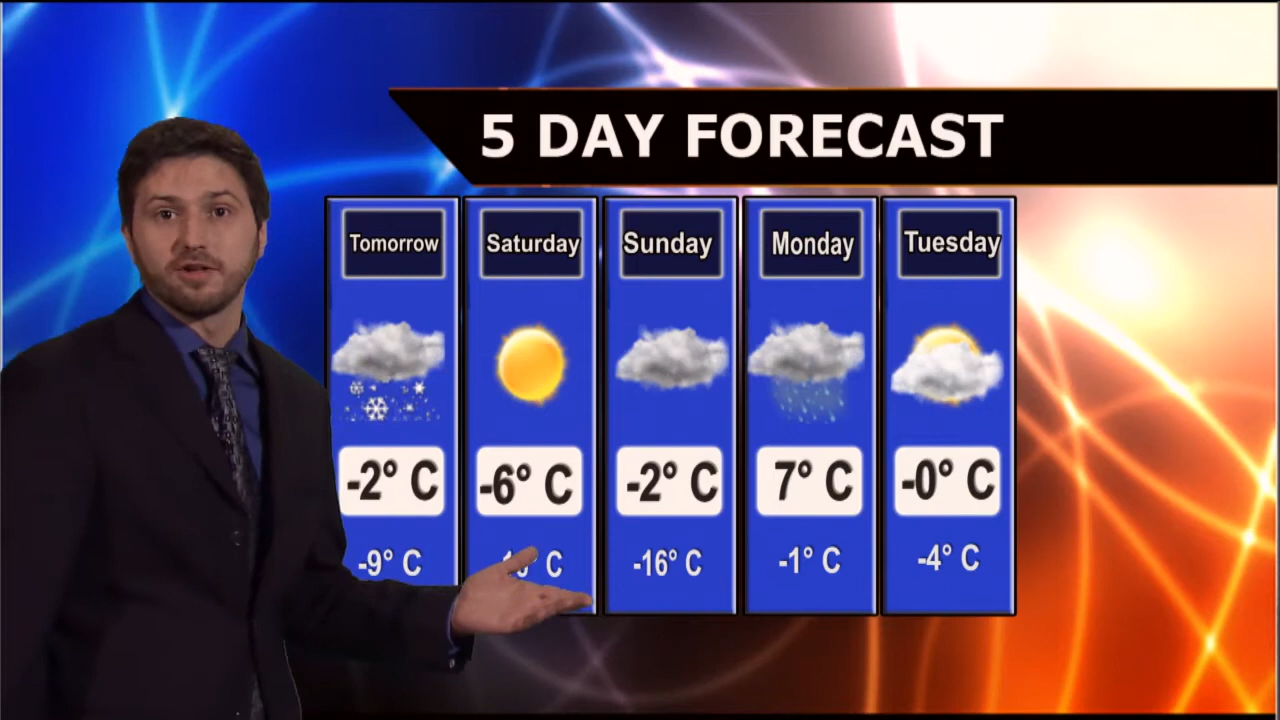 5 DAY FORECAST
Tomorrow Saturday Sunday Monday Tuesday
-2° C -6° C -2° C 7° C -0° C
-9° C C -16° C -1° C -4° C